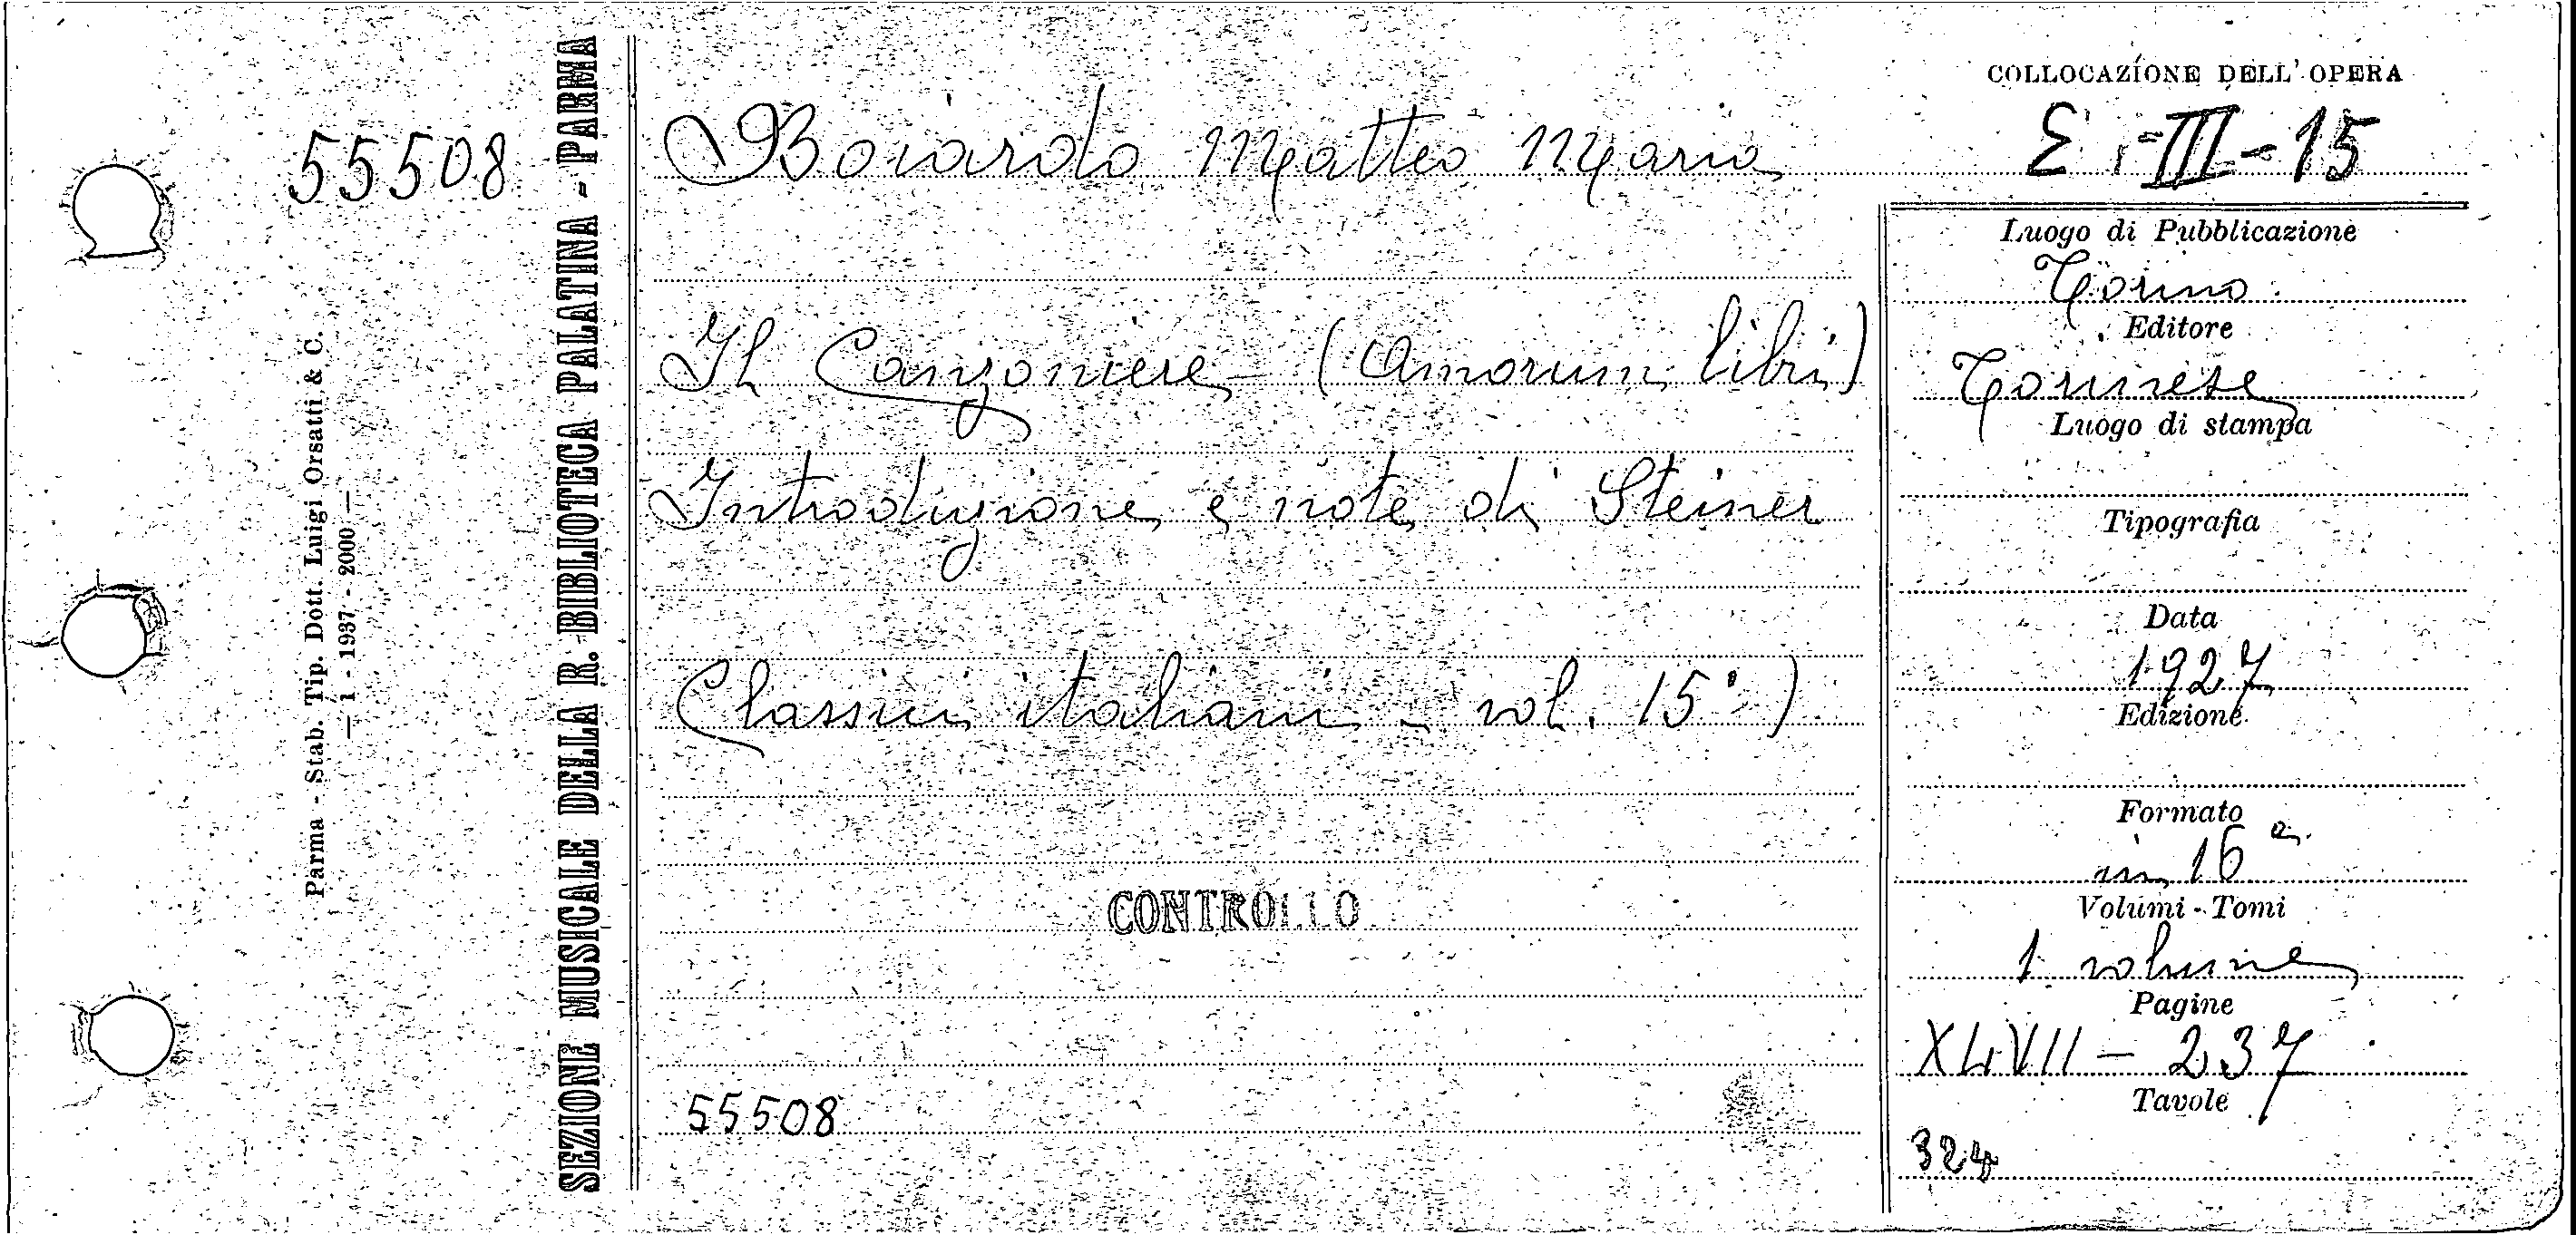 55508
Parma - Stab. Tip. Dott. Luigi Orsatti & C.
— 1 - 1937 - 2000 —
SEZIONE MUSICALE DELLA R. BIBLIOTECA PALATINA - PARMA
Boiardo Matteo Maria
Il Canzoniere (Amorum libri)
Introduzione e note di Steiner
Classici italiani - vol. 15°)
CONTROLLO
55508
COLLOCAZIONE DELL'OPERA
Σ-III-15
Luogo di Pubblicazione
Torino
Editore
Torinese
Luogo di stampa
Tipografia
Data
1927
Edizione
Formato
in 16°
Volumi - Tomi
1 volume
Pagine
XLVII - 237
Tavole
324